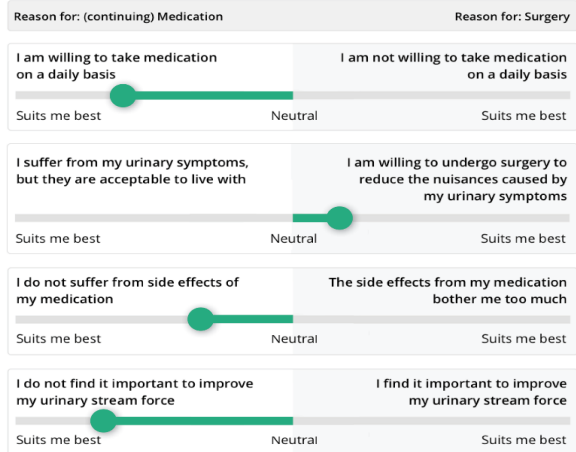 Reason for: (continuing) Medication
Reason for: Surgery
I am willing to take medication
on a daily basis
I am not willing to take medication
on a daily basis
Suits me best
Neutral
Suits me best
I suffer from my urinary symptoms,
but they are acceptable to live with
I am willing to undergo surgery to
reduce the nuisances caused by
my urinary symptoms
Suits me best
Neutral
Suits me best
I do not suffer from side effects of
my medication
The side effects from my medication
bother me too much
Suits me best
Neutral
Suits me best
I do not find it important to improve
my urinary stream force
I find it important to improve
my urinary stream force
Suits me best
Neutral
Suits me best